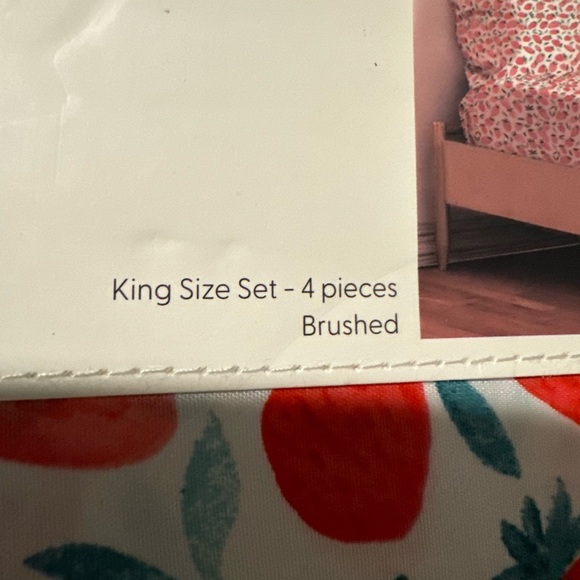 King Size Set - 4 pieces
Brushed